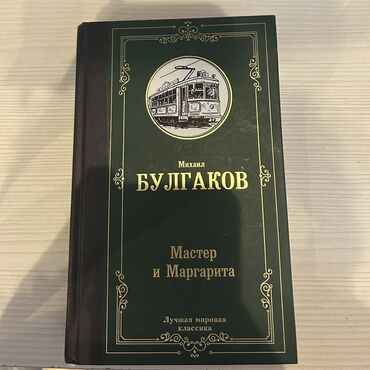 Михаил
БУЛГАКОВ
Мастер
и Маргарита
Лучшая мировая
классика